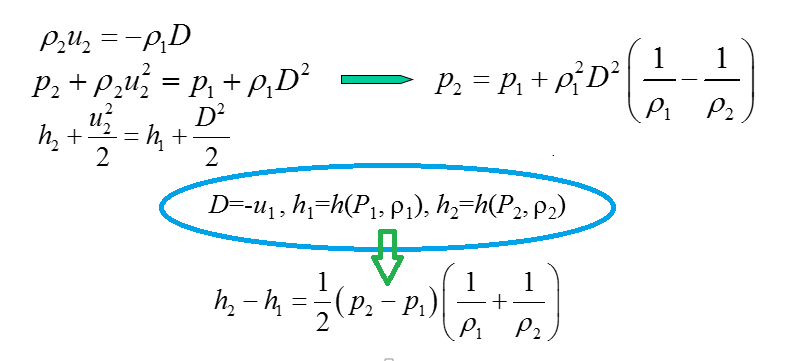 ρ₂u₂ = −ρ₁D
p₂ + ρ₂u₂² = p₁ + ρ₁D²
p₂ = p₁ + ρ₁²D² (1/ρ₁ − 1/ρ₂)
h₂ + u₂²/2 = h₁ + D²/2
D=-u₁, h₁=h(P₁, ρ₁), h₂=h(P₂, ρ₂)
h₂ − h₁ = 1/2 (p₂ − p₁) (1/ρ₁ + 1/ρ₂)